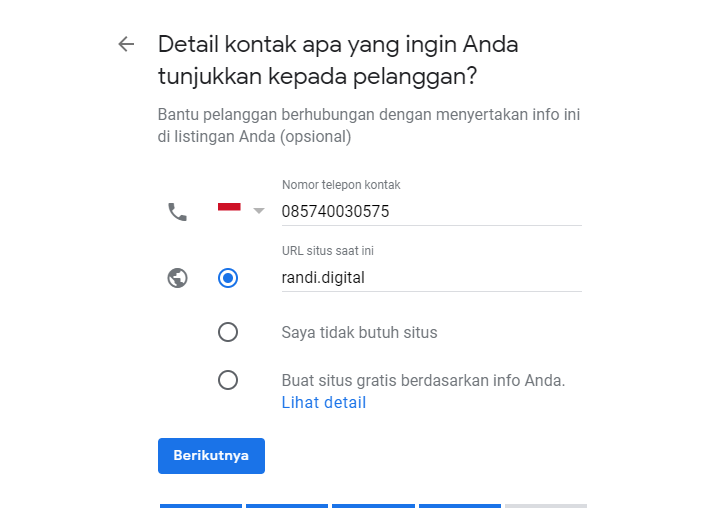 Detail kontak apa yang ingin Anda
tunjukkan kepada pelanggan?
Bantu pelanggan berhubungan dengan menyertakan info ini
di listingan Anda (opsional)
Nomor telepon kontak
085740030575
URL situs saat ini
randi.digital
Saya tidak butuh situs
Buat situs gratis berdasarkan info Anda.
Lihat detail
Berikutnya